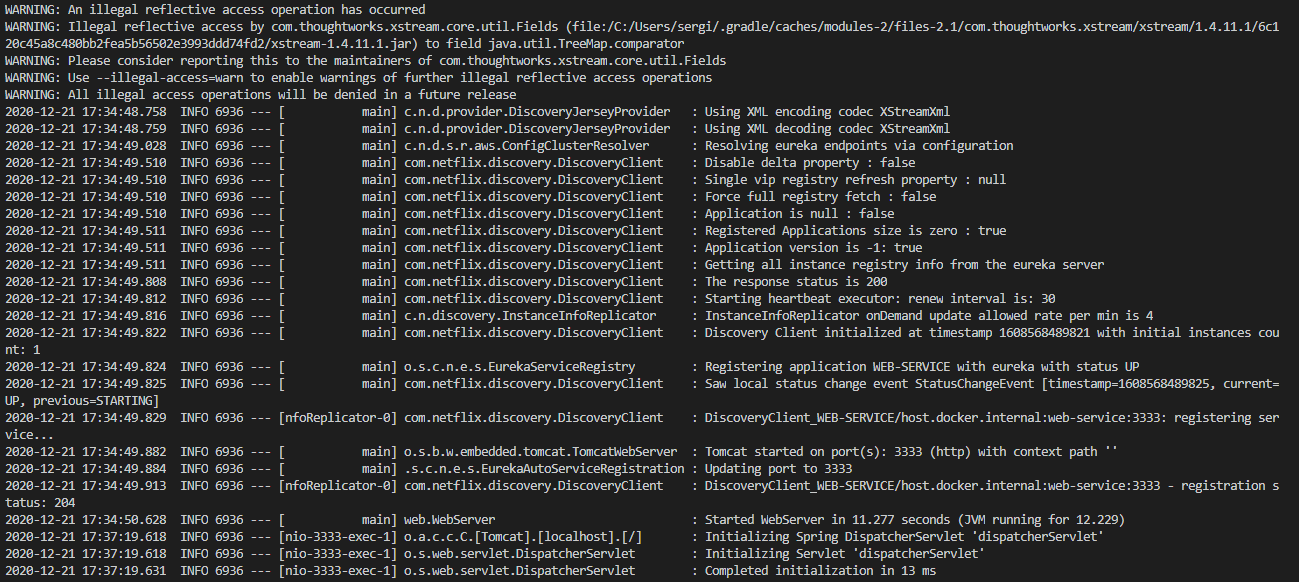 WARNING: An illegal reflective access operation has occurred
WARNING: Illegal reflective access by com.thoughtworks.xstream.core.util.Fields (file:/C:/Users/sergi/.gradle/caches/modules-2/files-2.1/com.thoughtworks.xstream/xstream/1.4.11.1/6c1
20c45a8c480bb2fea5b56502e3993ddd74fd2/xstream-1.4.11.1.jar) to field java.util.TreeMap.comparator
WARNING: Please consider reporting this to the maintainers of com.thoughtworks.xstream.core.util.Fields
WARNING: Use --illegal-access=warn to enable warnings of further illegal reflective access operations
WARNING: All illegal access operations will be denied in a future release
2020-12-21 17:34:48.758  INFO 6936 --- [           main] c.n.d.provider.DiscoveryJerseyProvider   : Using XML encoding codec XStreamXml
2020-12-21 17:34:48.759  INFO 6936 --- [           main] c.n.d.provider.DiscoveryJerseyProvider   : Using XML decoding codec XStreamXml
2020-12-21 17:34:49.028  INFO 6936 --- [           main] c.n.d.s.r.aws.ConfigClusterResolver      : Resolving eureka endpoints via configuration
2020-12-21 17:34:49.510  INFO 6936 --- [           main] com.netflix.discovery.DiscoveryClient    : Disable delta property : false
2020-12-21 17:34:49.510  INFO 6936 --- [           main] com.netflix.discovery.DiscoveryClient    : Single vip registry refresh property : null
2020-12-21 17:34:49.510  INFO 6936 --- [           main] com.netflix.discovery.DiscoveryClient    : Force full registry fetch : false
2020-12-21 17:34:49.510  INFO 6936 --- [           main] com.netflix.discovery.DiscoveryClient    : Application is null : false
2020-12-21 17:34:49.511  INFO 6936 --- [           main] com.netflix.discovery.DiscoveryClient    : Registered Applications size is zero : true
2020-12-21 17:34:49.511  INFO 6936 --- [           main] com.netflix.discovery.DiscoveryClient    : Application version is -1: true
2020-12-21 17:34:49.511  INFO 6936 --- [           main] com.netflix.discovery.DiscoveryClient    : Getting all instance registry info from the eureka server
2020-12-21 17:34:49.808  INFO 6936 --- [           main] com.netflix.discovery.DiscoveryClient    : The response status is 200
2020-12-21 17:34:49.812  INFO 6936 --- [           main] com.netflix.discovery.DiscoveryClient    : Starting heartbeat executor: renew interval is: 30
2020-12-21 17:34:49.816  INFO 6936 --- [           main] c.n.discovery.InstanceInfoReplicator     : InstanceInfoReplicator onDemand update allowed rate per min is 4
2020-12-21 17:34:49.822  INFO 6936 --- [           main] com.netflix.discovery.DiscoveryClient    : Discovery Client initialized at timestamp 1608568489821 with initial instances cou
nt: 1
2020-12-21 17:34:49.824  INFO 6936 --- [           main] o.s.c.n.e.s.EurekaServiceRegistry        : Registering application WEB-SERVICE with eureka with status UP
2020-12-21 17:34:49.825  INFO 6936 --- [           main] com.netflix.discovery.DiscoveryClient    : Saw local status change event StatusChangeEvent [timestamp=1608568489825, current=
UP, previous=STARTING]
2020-12-21 17:34:49.829  INFO 6936 --- [nfoReplicator-0] com.netflix.discovery.DiscoveryClient    : DiscoveryClient_WEB-SERVICE/host.docker.internal:web-service:3333: registering ser
vice...
2020-12-21 17:34:49.882  INFO 6936 --- [           main] o.s.b.w.embedded.tomcat.TomcatWebServer  : Tomcat started on port(s): 3333 (http) with context path ''
2020-12-21 17:34:49.884  INFO 6936 --- [           main] .s.c.n.e.s.EurekaAutoServiceRegistration : Updating port to 3333
2020-12-21 17:34:49.913  INFO 6936 --- [nfoReplicator-0] com.netflix.discovery.DiscoveryClient    : DiscoveryClient_WEB-SERVICE/host.docker.internal:web-service:3333 - registration s
tatus: 204
2020-12-21 17:34:50.628  INFO 6936 --- [           main] web.WebServer                            : Started WebServer in 11.277 seconds (JVM running for 12.229)
2020-12-21 17:37:19.618  INFO 6936 --- [nio-3333-exec-1] o.a.c.c.C.[Tomcat].[localhost].[/]       : Initializing Spring DispatcherServlet 'dispatcherServlet'
2020-12-21 17:37:19.618  INFO 6936 --- [nio-3333-exec-1] o.s.web.servlet.DispatcherServlet        : Initializing Servlet 'dispatcherServlet'
2020-12-21 17:37:19.631  INFO 6936 --- [nio-3333-exec-1] o.s.web.servlet.DispatcherServlet        : Completed initialization in 13 ms